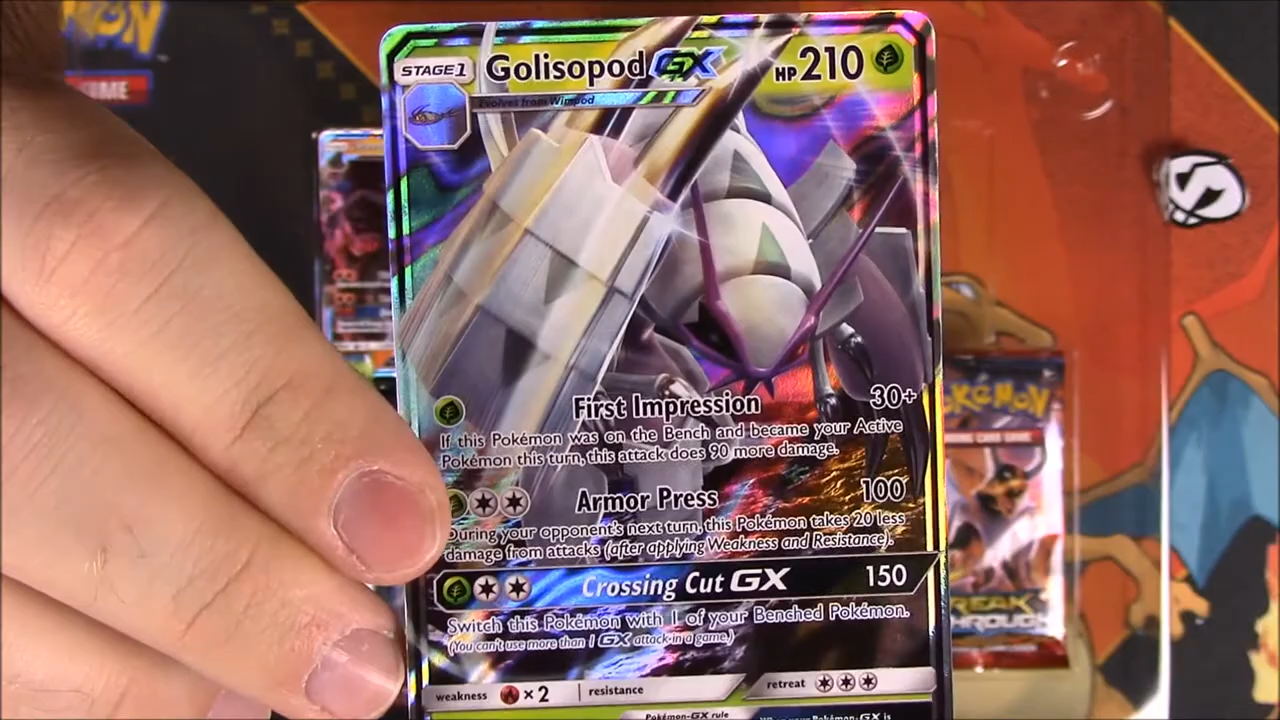 STAGE1 Golisopod GX HP 210
Evolves from Wimpod
First Impression 30+
If this Pokémon was on the Bench and became your Active
Pokémon this turn, this attack does 90 more damage.
Armor Press 100
During your opponent's next turn, this Pokémon takes 20 less
damage from attacks (after applying Weakness and Resistance).
Crossing Cut GX 150
Switch this Pokémon with 1 of your Benched Pokémon.
(You can't use more than 1 GX attack in a game.)
weakness ×2 resistance retreat
Pokémon-GX rule